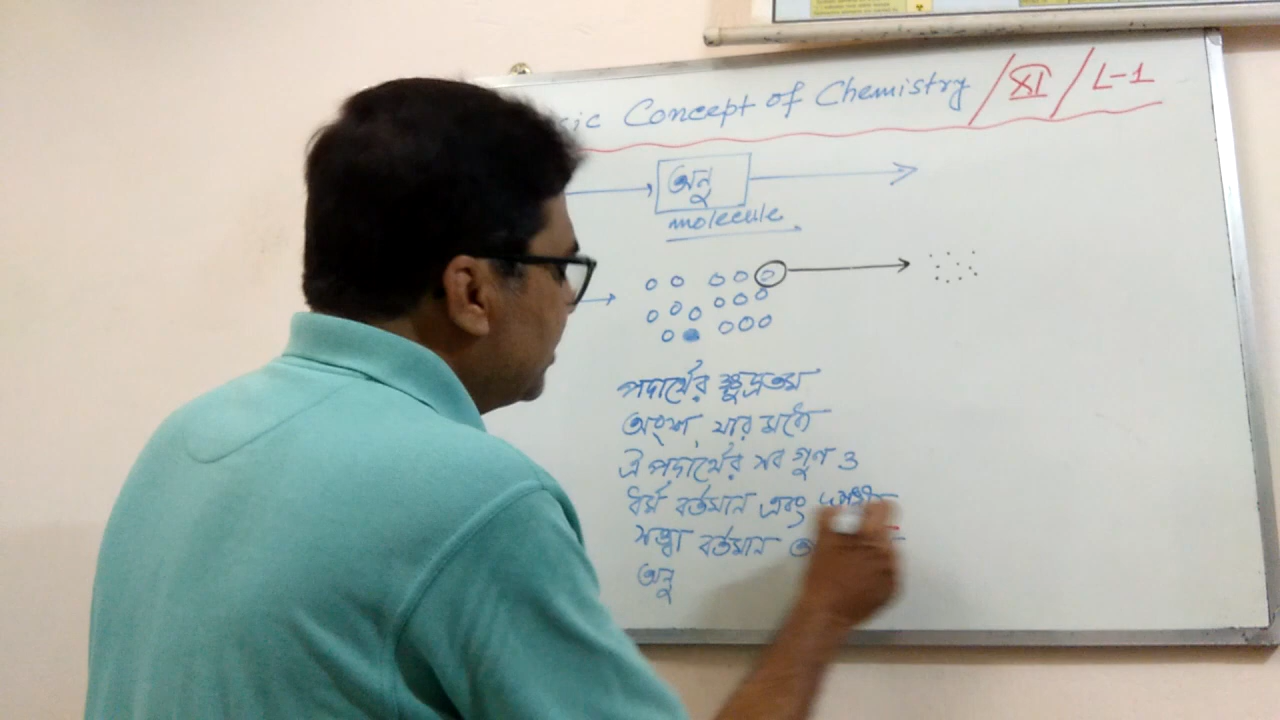 Concept of Chemistry / XI / L-1
অনু
molecule
পদার্থের ক্ষুদ্রতম
অংশ, যার মধ্যে
ঐ পদার্থের সব গুণ ও
ধর্ম বর্তমান এবং
সত্ত্বা বর্তমান
অনু